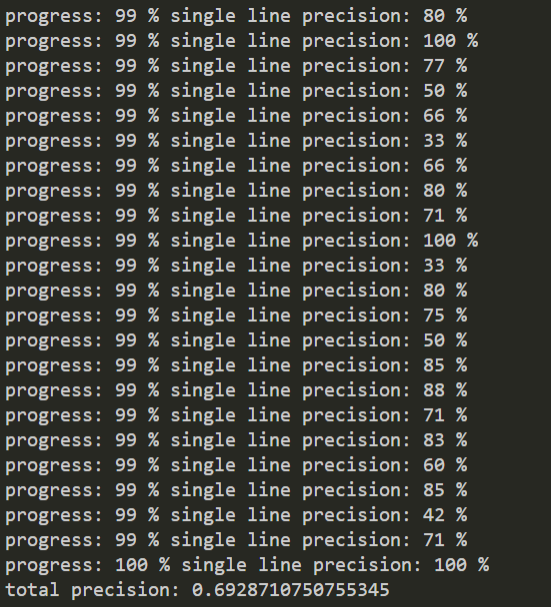 progress: 99 % single line precision: 80 %
progress: 99 % single line precision: 100 %
progress: 99 % single line precision: 77 %
progress: 99 % single line precision: 50 %
progress: 99 % single line precision: 66 %
progress: 99 % single line precision: 33 %
progress: 99 % single line precision: 66 %
progress: 99 % single line precision: 80 %
progress: 99 % single line precision: 71 %
progress: 99 % single line precision: 100 %
progress: 99 % single line precision: 33 %
progress: 99 % single line precision: 80 %
progress: 99 % single line precision: 75 %
progress: 99 % single line precision: 50 %
progress: 99 % single line precision: 85 %
progress: 99 % single line precision: 88 %
progress: 99 % single line precision: 71 %
progress: 99 % single line precision: 83 %
progress: 99 % single line precision: 60 %
progress: 99 % single line precision: 85 %
progress: 99 % single line precision: 42 %
progress: 99 % single line precision: 71 %
progress: 100 % single line precision: 100 %
total precision: 0.6928710750755345